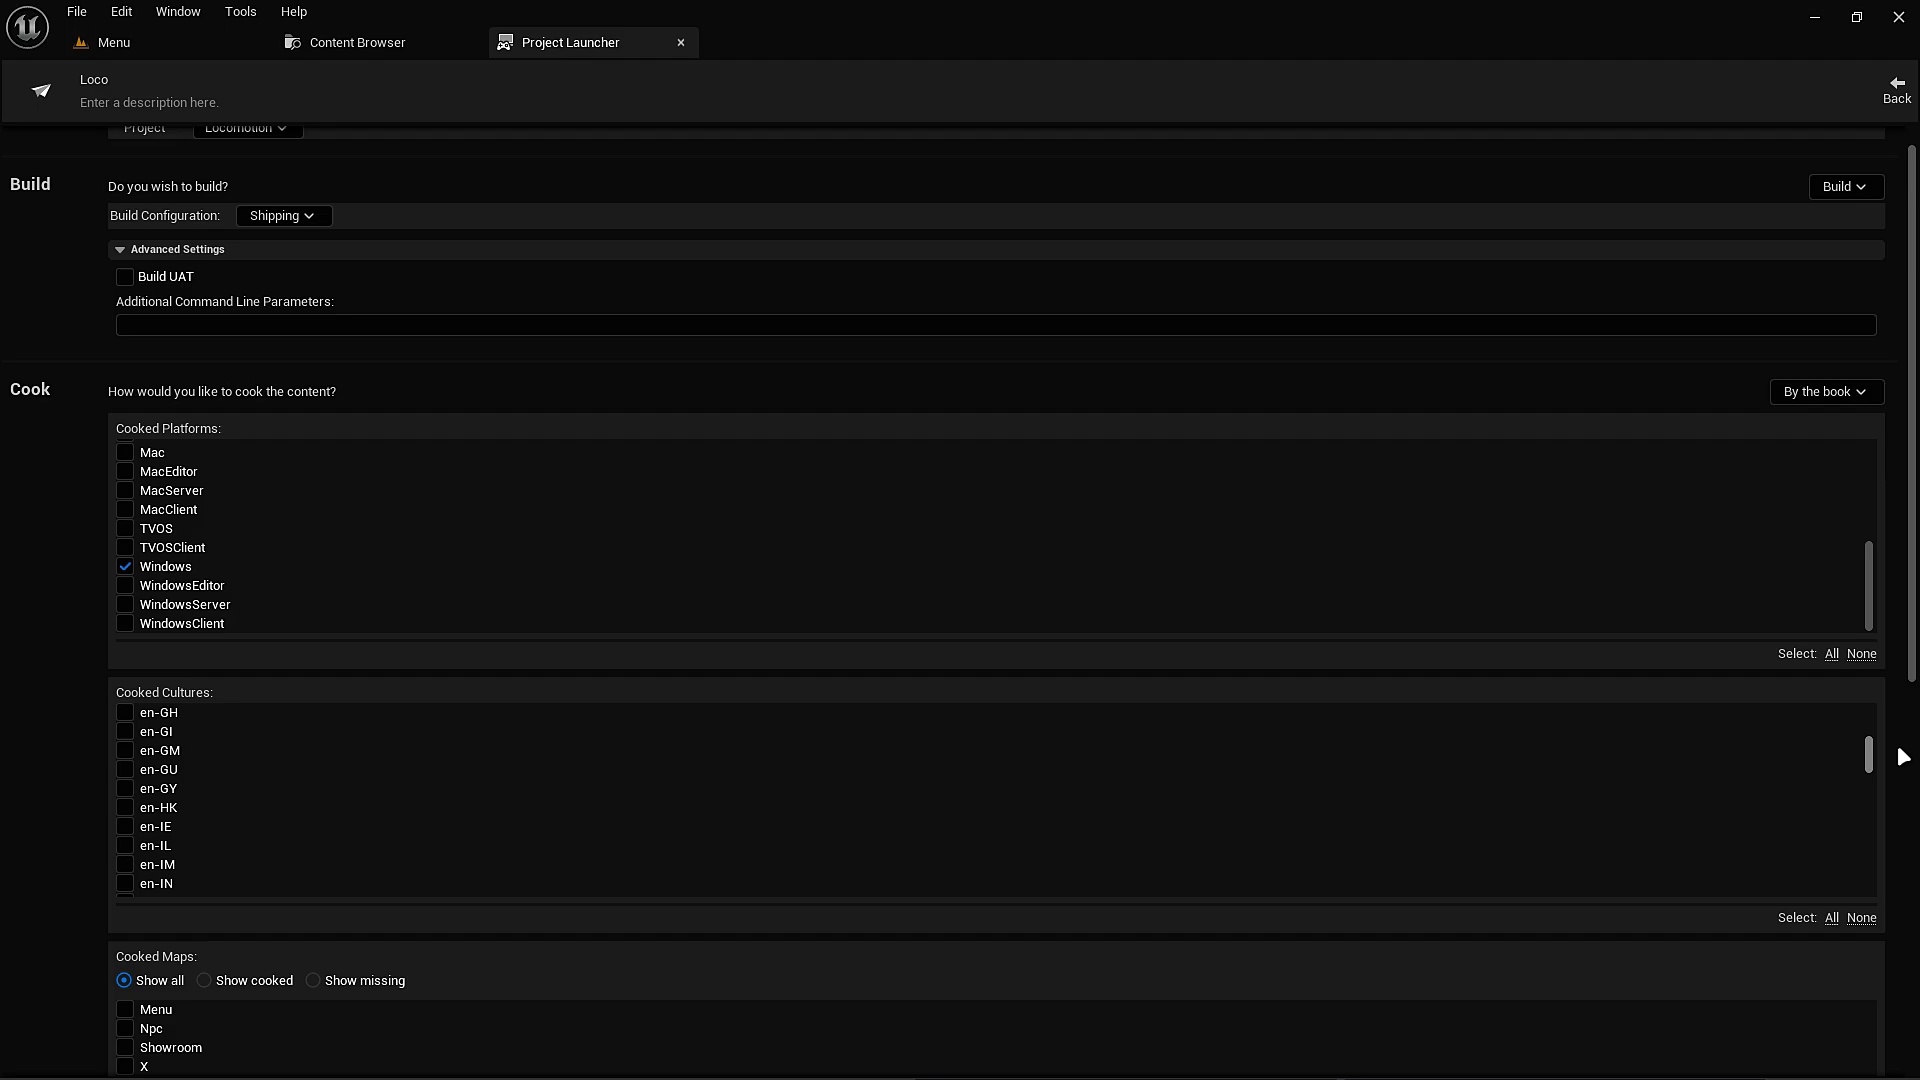 File Edit Window Tools Help
Menu Content Browser Project Launcher
Loco
Enter a description here.
Back
Project Locomotion
Build Do you wish to build? Build
Build Configuration: Shipping
Advanced Settings
Build UAT
Additional Command Line Parameters:
Cook How would you like to cook the content? By the book
Cooked Platforms:
Mac
MacEditor
MacServer
MacClient
TVOS
TVOSClient
Windows
WindowsEditor
WindowsServer
WindowsClient
Select: All None
Cooked Cultures:
en-GH
en-GI
en-GM
en-GU
en-GY
en-HK
en-IE
en-IL
en-IM
en-IN
Select: All None
Cooked Maps:
Show all Show cooked Show missing
Menu
Npc
Showroom
X